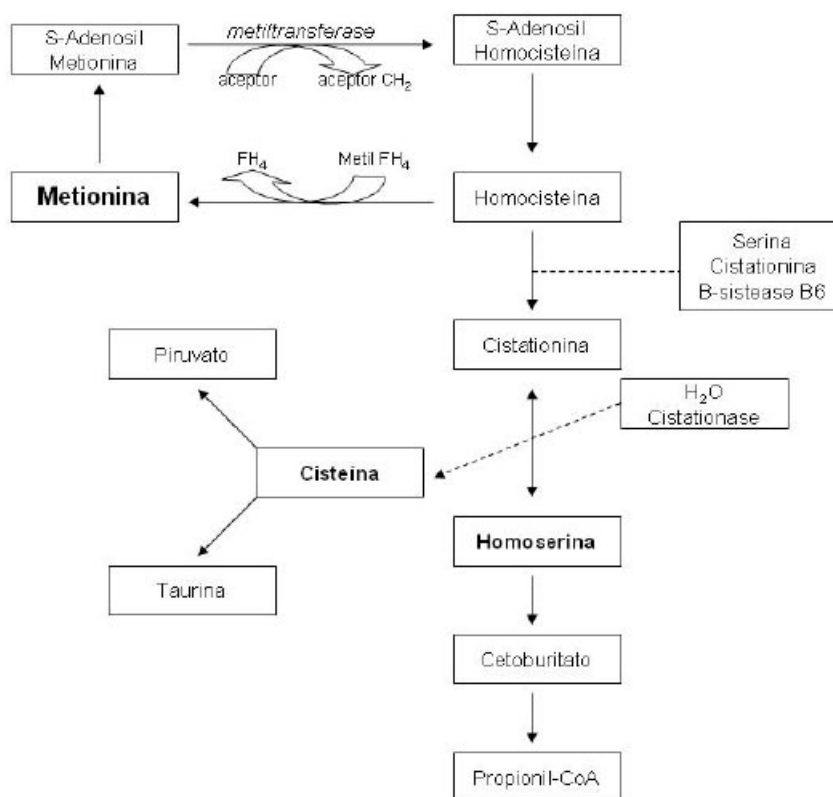 S-Adenosil
Metionina
metiltransferase
aceptor
aceptor CH₂
S-Adenosil
Homocisteína
Metionina
FH₄
Metil FH₄
Homocisteína
Serina
Cistationina
B-sistease B6
Cistationina
Piruvato
H₂O
Cistationase
Cisteína
Homoserina
Taurina
Cetoburitato
Propionil-CoA